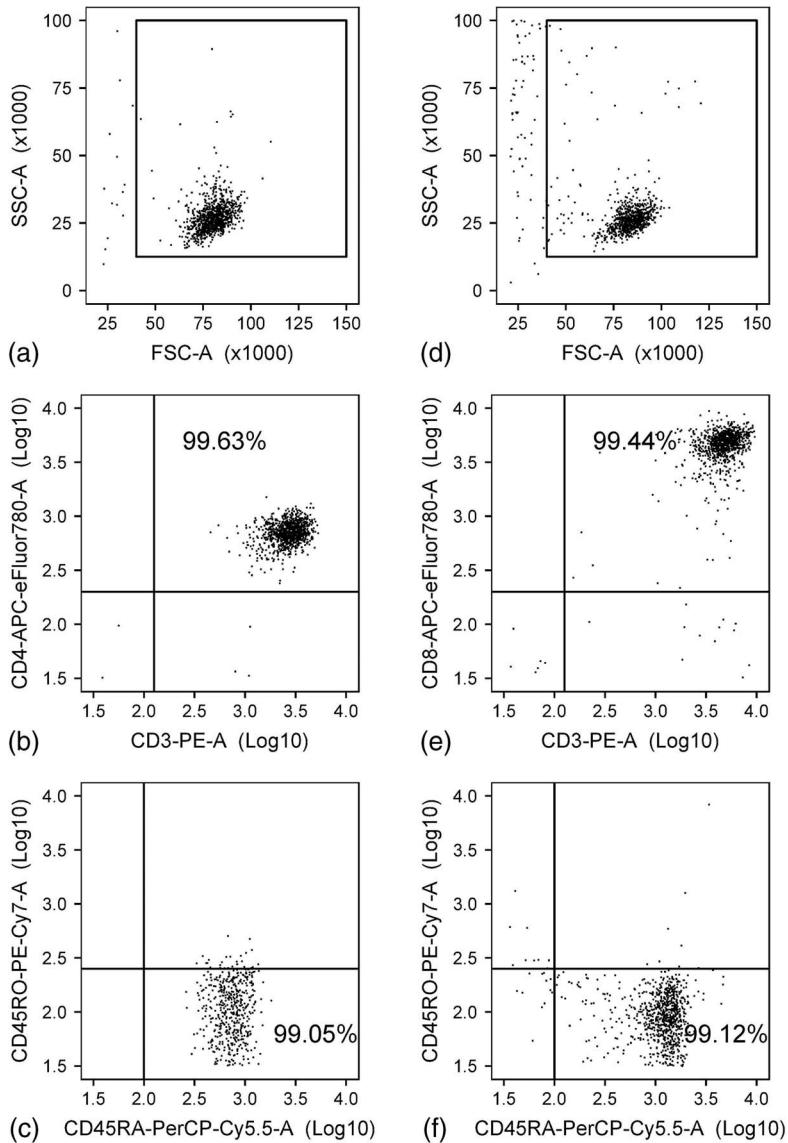 100
75
50
25
0
SSC-A (x1000)
25 50 75 100 125 150
(a) FSC-A (x1000)
100
75
50
25
0
SSC-A (x1000)
25 50 75 100 125 150
(d) FSC-A (x1000)
4.0
3.5
3.0
2.5
2.0
1.5
CD4-APC-eFluor780-A (Log10)
99.63%
1.5 2.0 2.5 3.0 3.5 4.0
(b) CD3-PE-A (Log10)
4.0
3.5
3.0
2.5
2.0
1.5
CD8-APC-eFluor780-A (Log10)
99.44%
1.5 2.0 2.5 3.0 3.5 4.0
(e) CD3-PE-A (Log10)
4.0
3.5
3.0
2.5
2.0
1.5
CD45RO-PE-Cy7-A (Log10)
99.05%
1.5 2.0 2.5 3.0 3.5 4.0
(c) CD45RA-PerCP-Cy5.5-A (Log10)
4.0
3.5
3.0
2.5
2.0
1.5
CD45RO-PE-Cy7-A (Log10)
99.12%
1.5 2.0 2.5 3.0 3.5 4.0
(f) CD45RA-PerCP-Cy5.5-A (Log10)